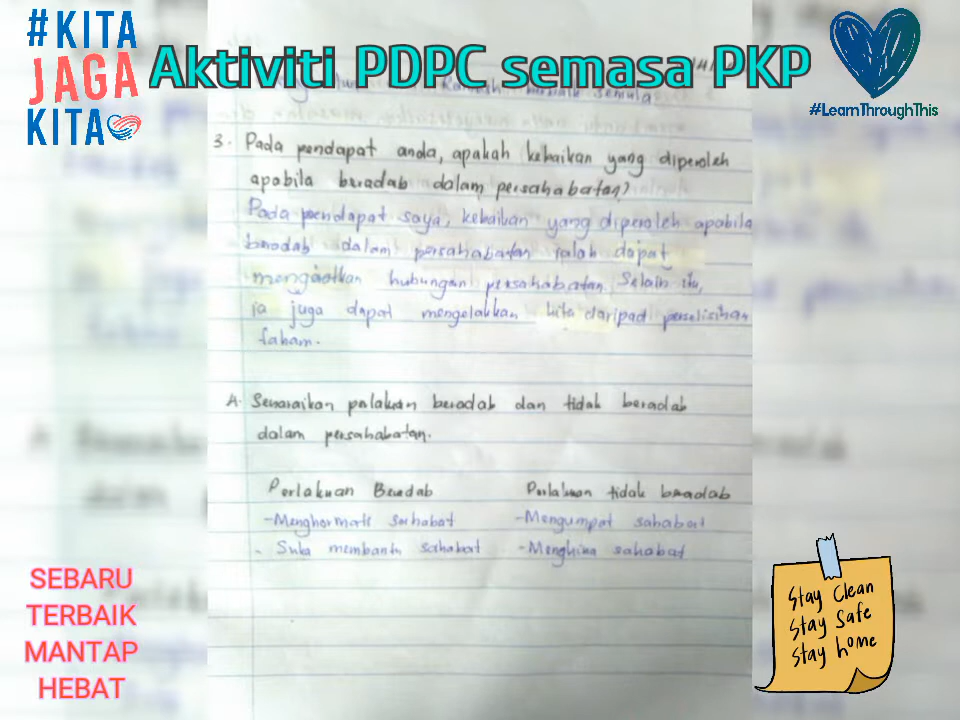 #KITA
JAGA
KITA
Aktiviti PDPC semasa PKP
#LearnThroughThis
semula
3. Pada pendapat anda, apakah kebaikan yang diperoleh
apabila beradab dalam persahabatan?
Pada pendapat saya, kebaikan yang diperoleh apabila
beradab dalam persahabatan ialah dapat
hubungan persahabatan. Selain itu,
ia juga dapat mengelakkan kita daripad perselisihan
faham.
4. Senaraikan pelakuan beradab dan tidak beradab
dalam persahabatan.
Perlakuan Beradab
Perlakuan tidak beradab
- Menghormati sahabat
- Mengumpat sahabat
- Suka membantu sahabat
- Menghina sahabat
SEBARU
TERBAIK
MANTAP
HEBAT
Stay Clean
Stay Safe
Stay home